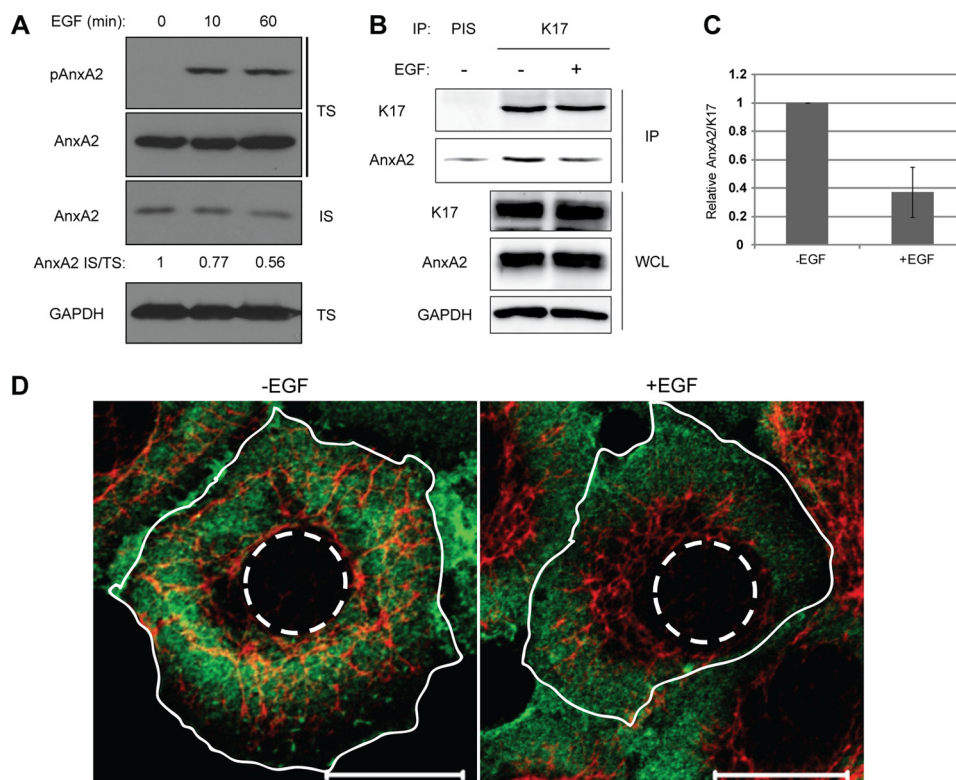 A
EGF (min): 0 10 60
pAnxA2
AnxA2
TS
AnxA2
IS
AnxA2 IS/TS: 1 0.77 0.56
GAPDH
TS
B
IP: PIS K17
EGF: - - +
K17
AnxA2
IP
K17
AnxA2
GAPDH
WCL
C
Relative AnxA2/K17
1.2
1
0.8
0.6
0.4
0.2
0
-EGF +EGF
D
-EGF +EGF